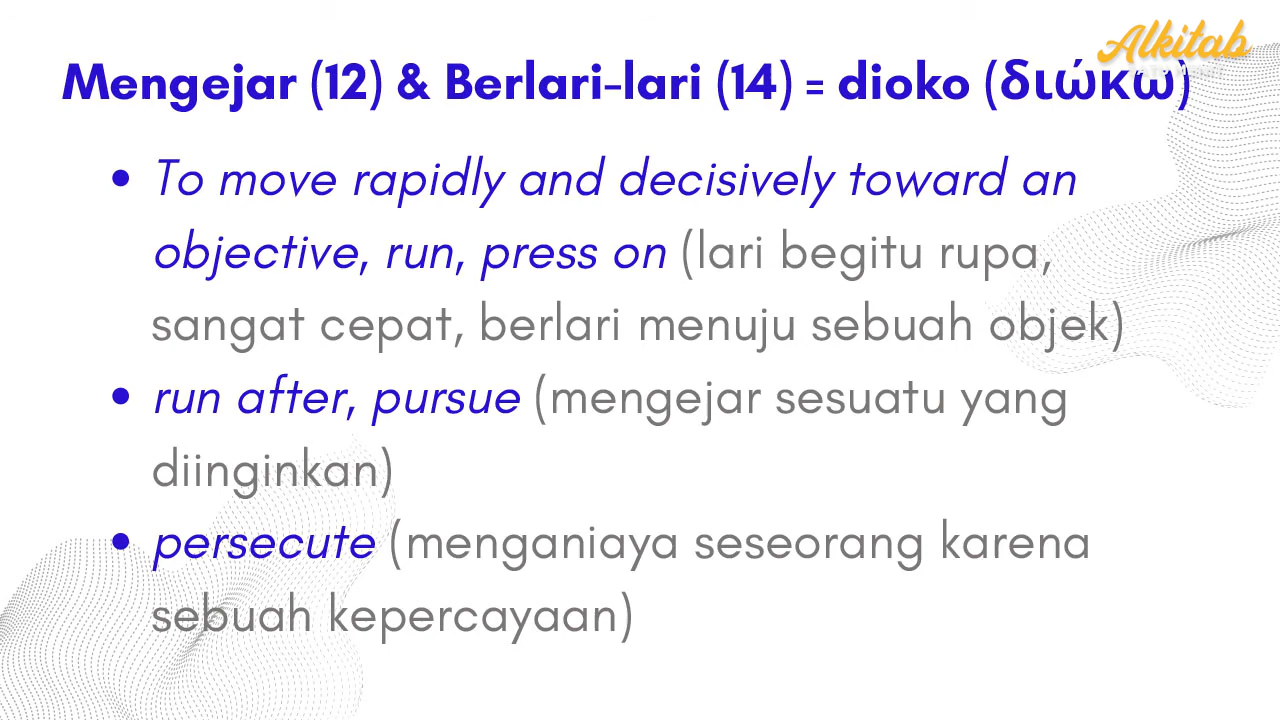 Alkitab
Mengejar (12) & Berlari-lari (14) = dioko (διώκω)
• To move rapidly and decisively toward an
objective, run, press on (lari begitu rupa,
sangat cepat, berlari menuju sebuah objek)
• run after, pursue (mengejar sesuatu yang
diinginkan)
• persecute (menganiaya seseorang karena
sebuah kepercayaan)